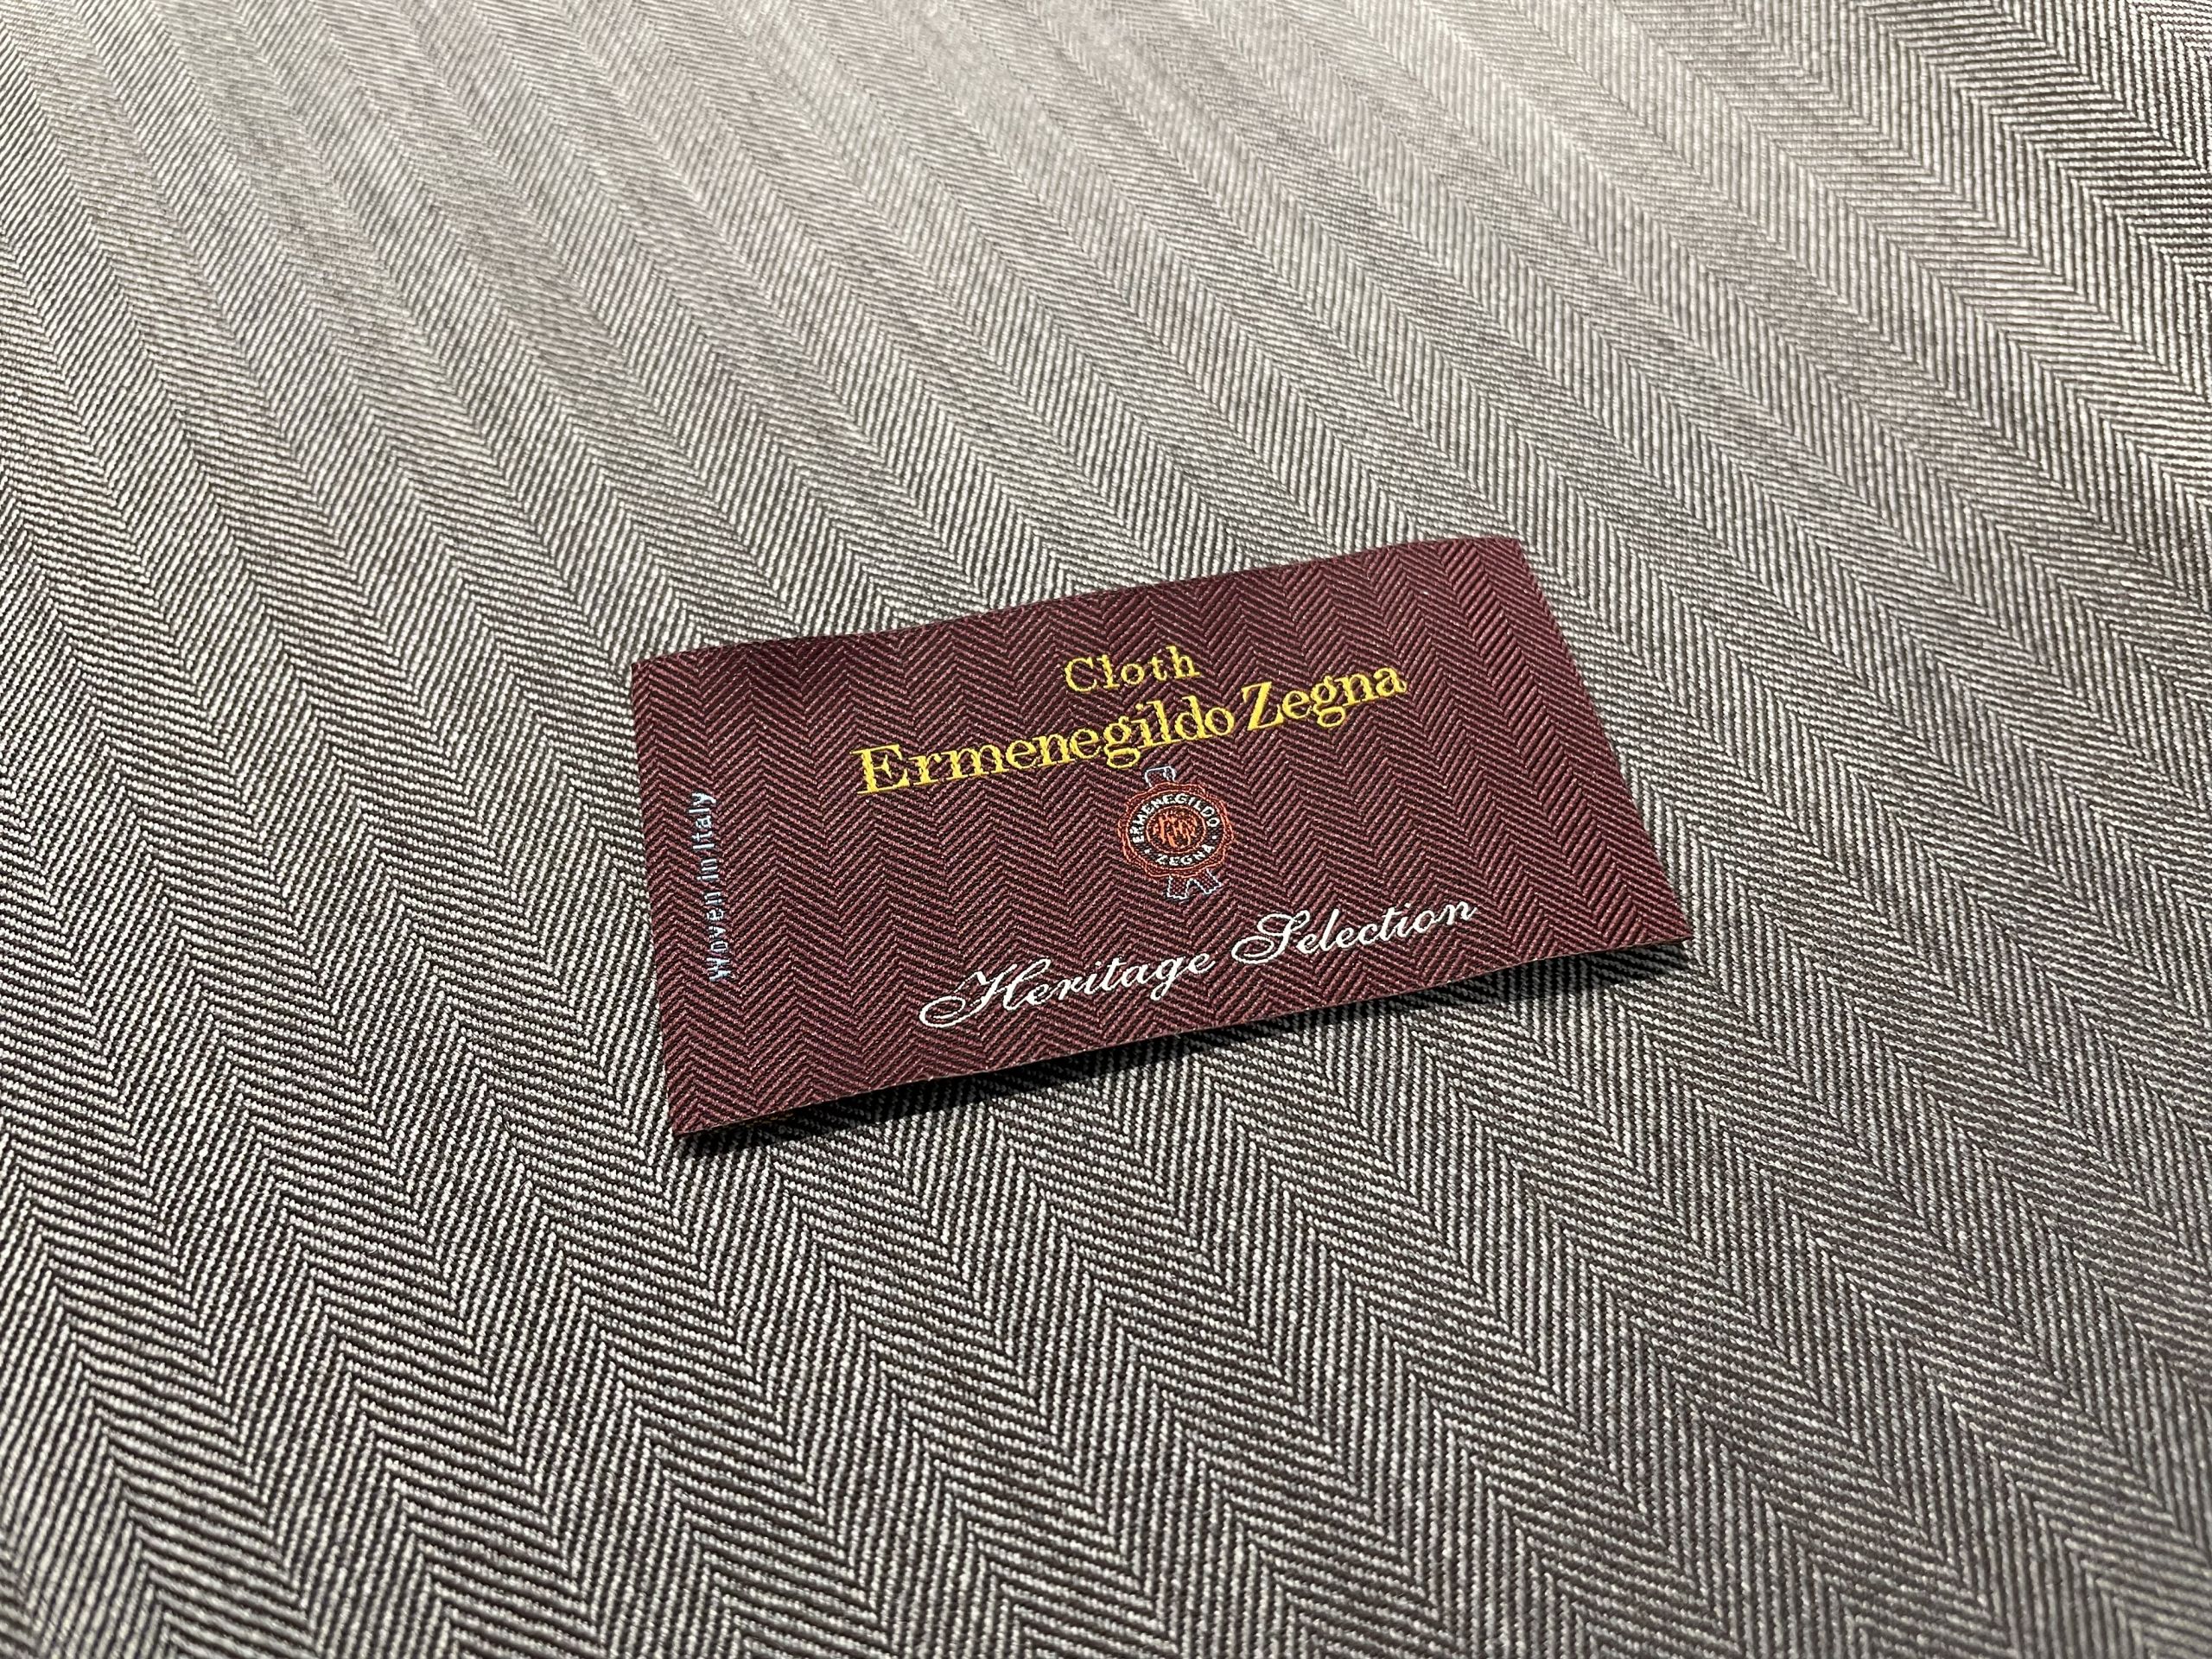 Cloth
Ermenegildo Zegna
ERMENEGILDO
ZEGNA
Heritage Selection
Woven in Italy